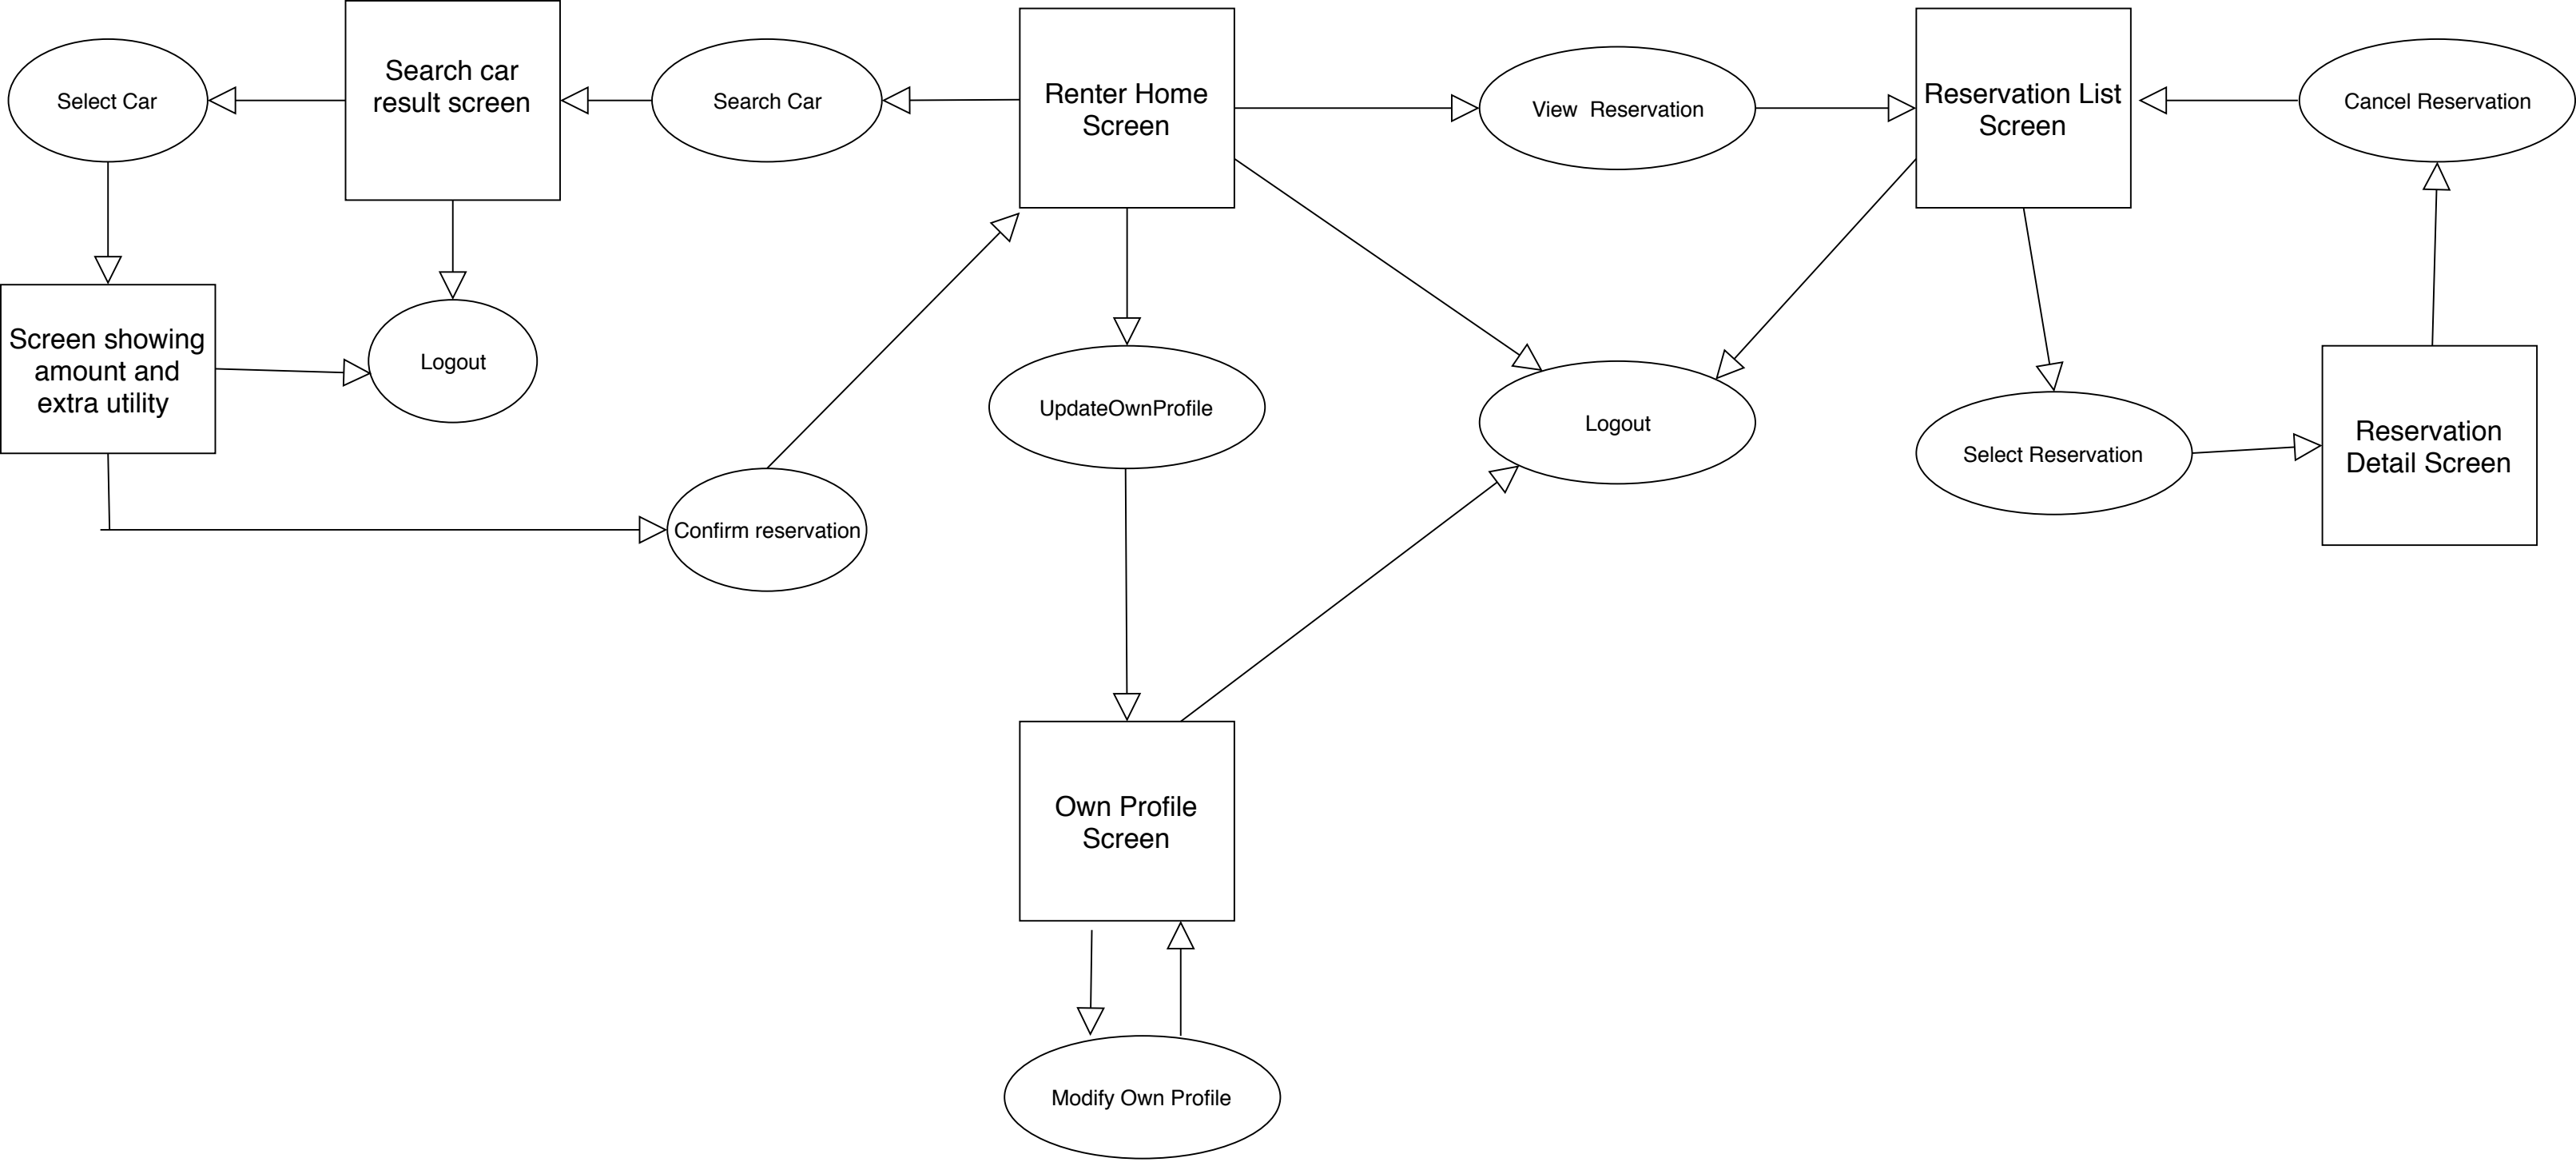 Select Car
Search car
result screen
Search Car
Renter Home
Screen
View  Reservation
Reservation List
Screen
Cancel Reservation
Screen showing
amount and
extra utility
Logout
UpdateOwnProfile
Logout
Select Reservation
Reservation
Detail Screen
Confirm reservation
Own Profile
Screen
Modify Own Profile